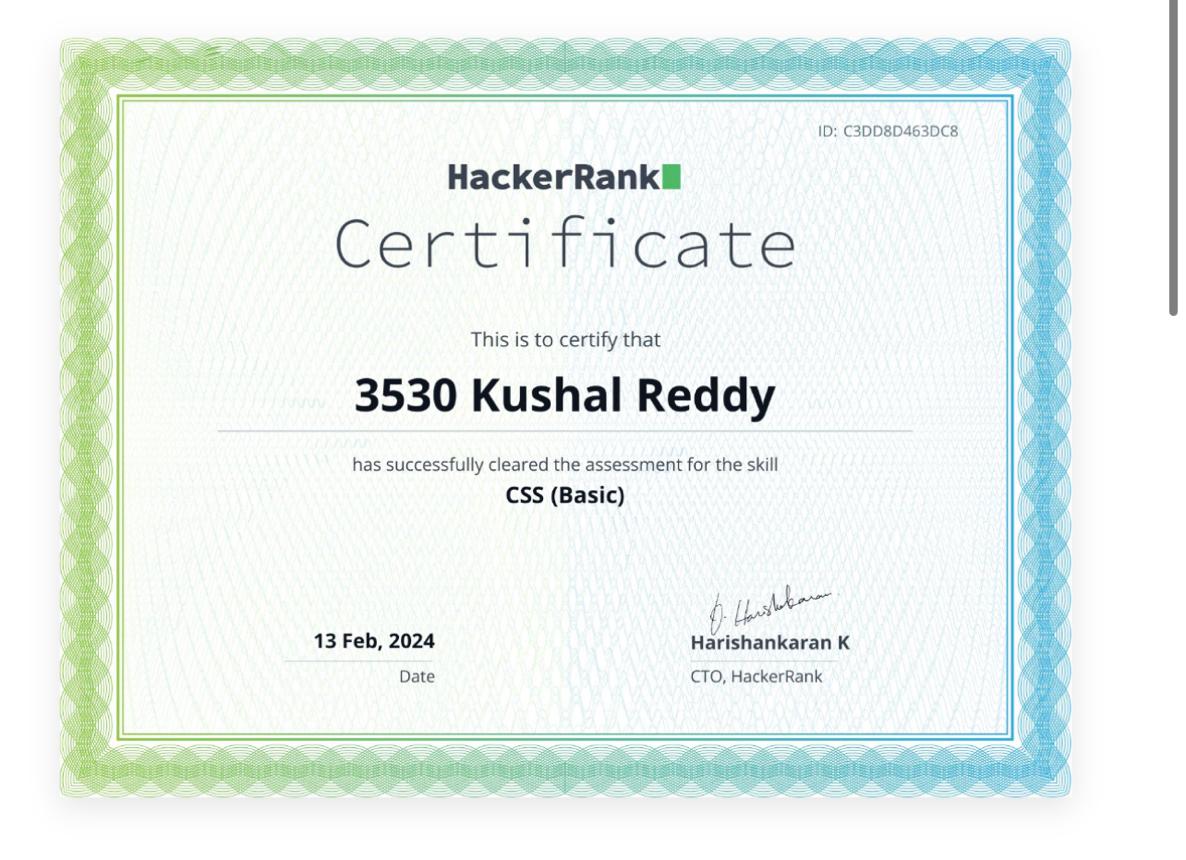 ID: C3DD8D463DC8
HackerRank
Certificate
This is to certify that
3530 Kushal Reddy
has successfully cleared the assessment for the skill
CSS (Basic)
13 Feb, 2024
Date
Harishankaran K
CTO, HackerRank